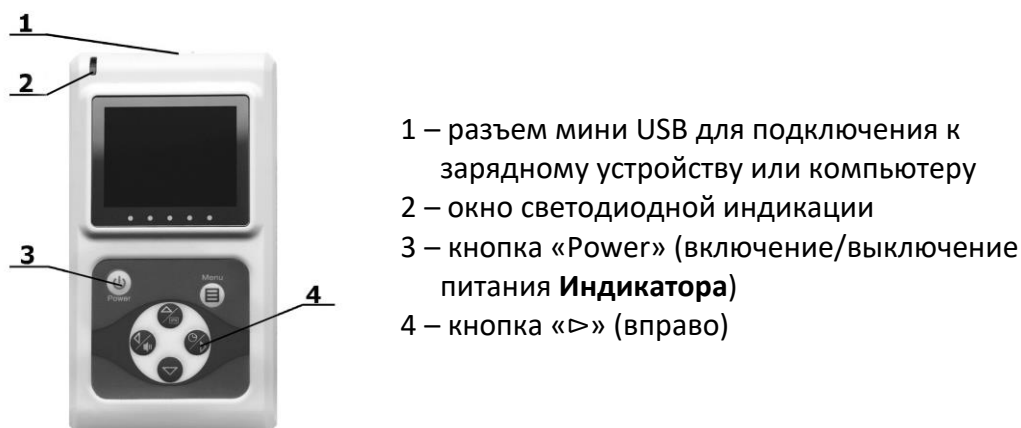 1
2
3
4
Power
Menu
1 – разъем мини USB для подключения к
зарядному устройству или компьютеру
2 – окно светодиодной индикации
3 – кнопка «Power» (включение/выключение
питания Индикатора)
4 – кнопка «⊳» (вправо)